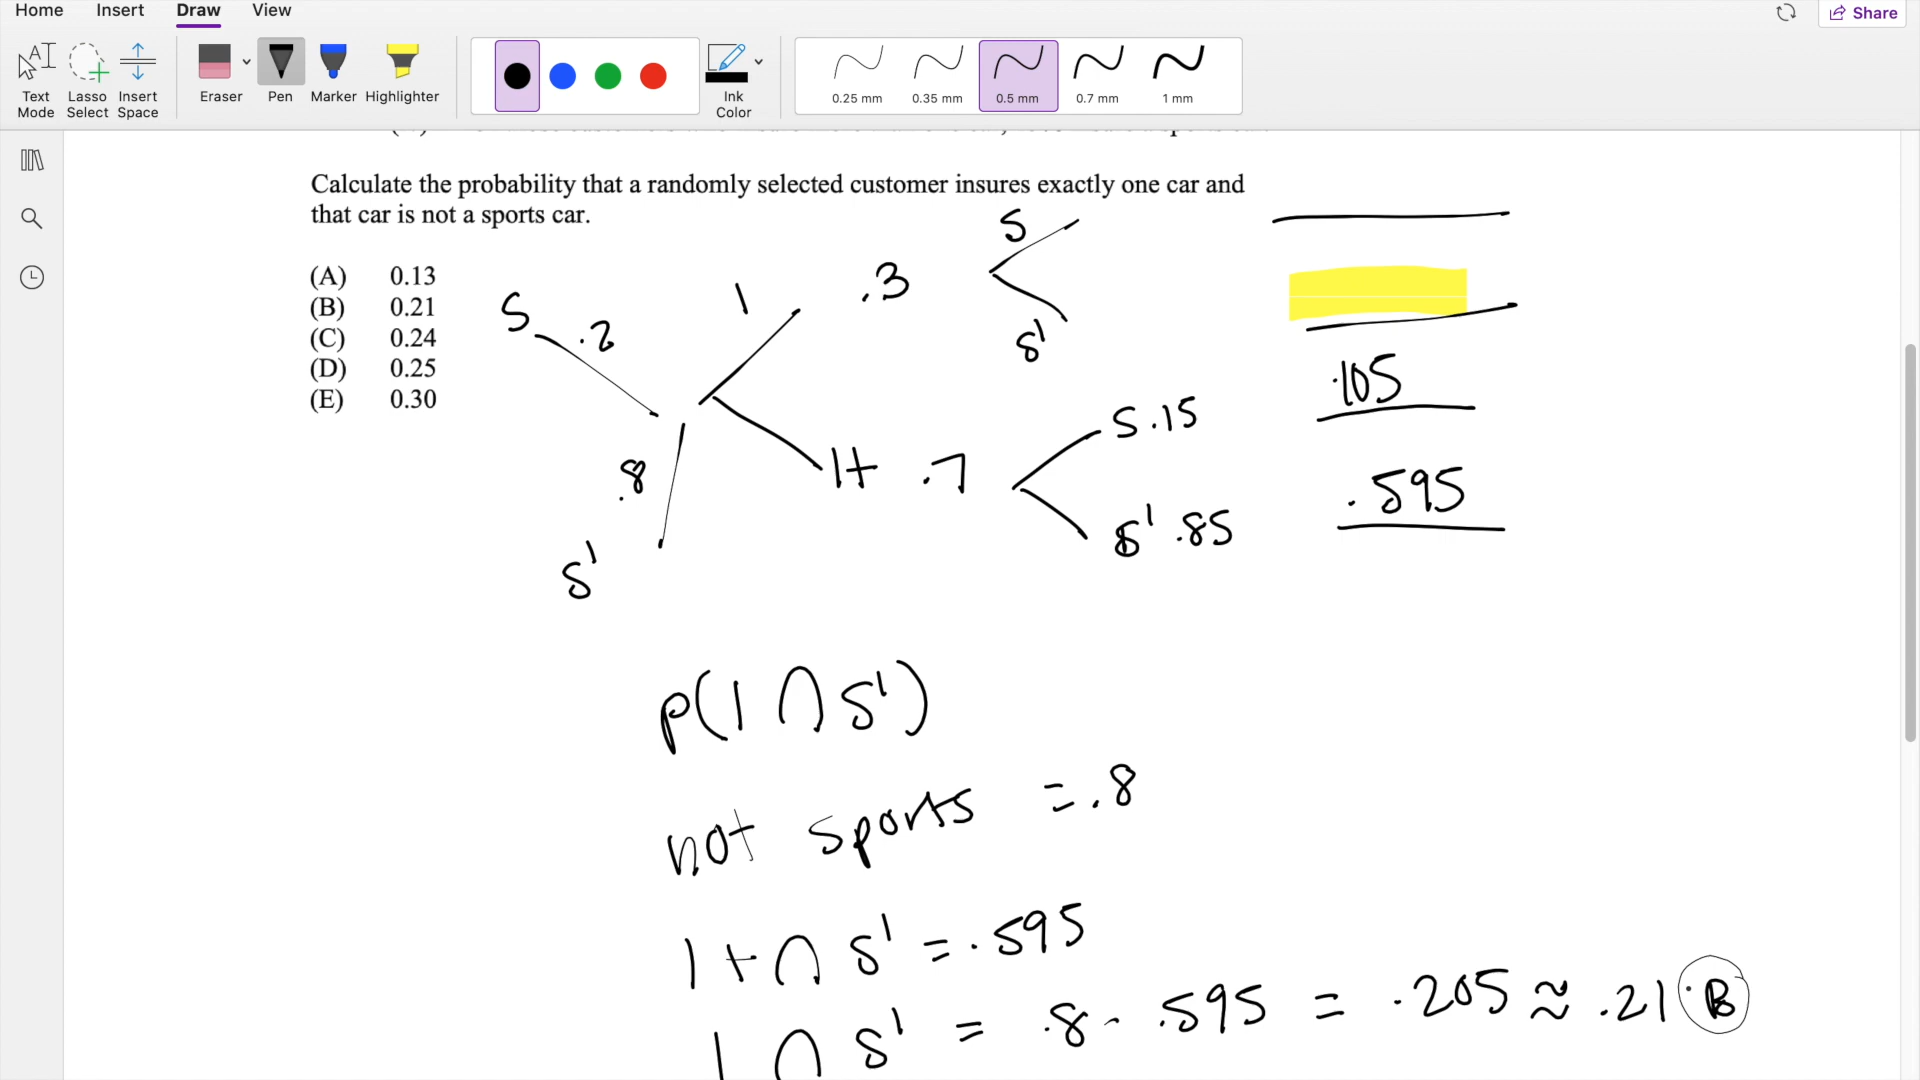 Home Insert Draw View Share
Text Mode Lasso Select Insert Space Eraser Pen Marker Highlighter Ink Color 0.25 mm 0.35 mm 0.5 mm 0.7 mm 1 mm
Calculate the probability that a randomly selected customer insures exactly one car and
that car is not a sports car.
(A) 0.13
(B) 0.21
(C) 0.24
(D) 0.25
(E) 0.30
S .2
1 .3
S
S'
.8
S'
1+ .7
S .15
S' .85
.105
.595
P(1 ∩ S')
not sports = .8
1+ ∩ S' = .595
1 ∩ S' = .8 - .595 = .205 ≈ .21 B